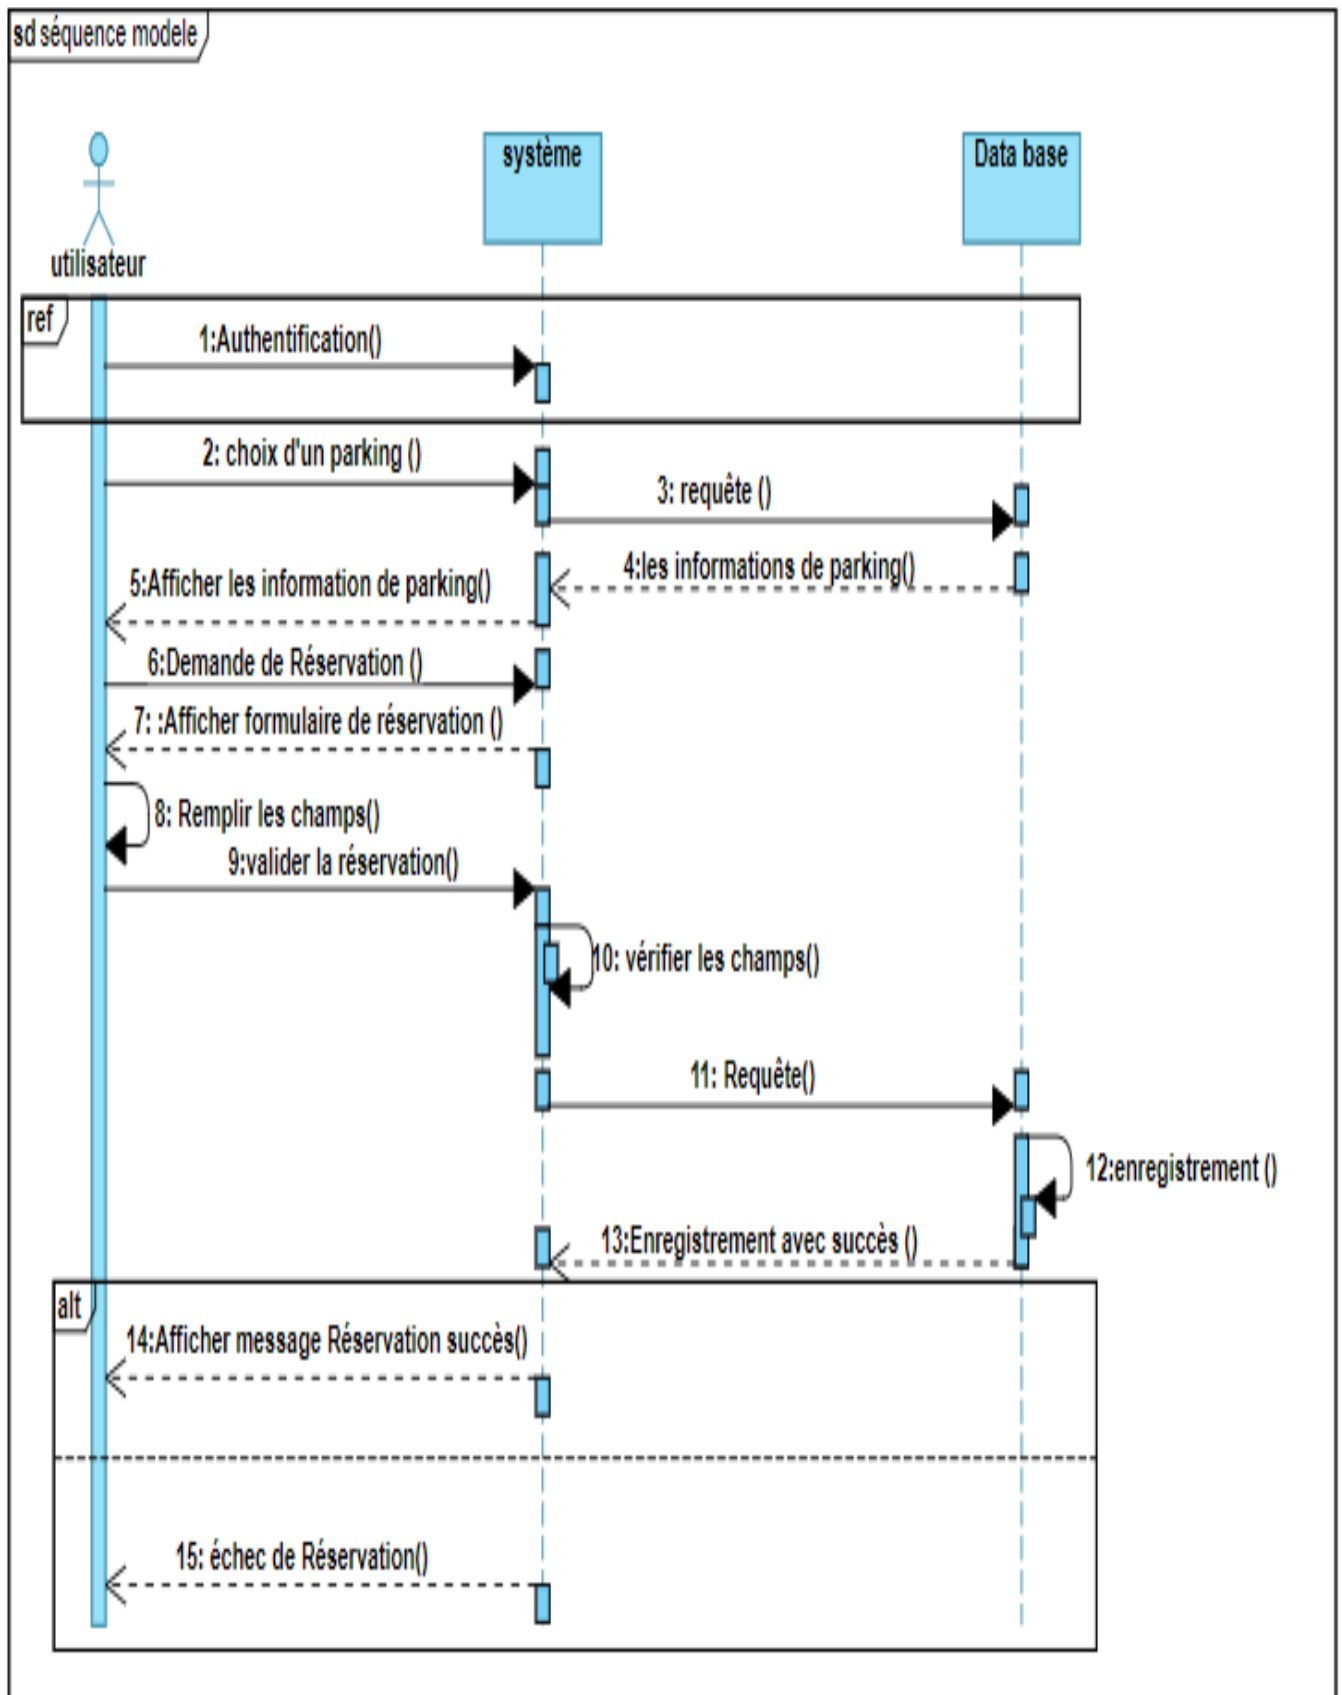 sd séquence modele
système
Data base
utilisateur
ref
1:Authentification()
2: choix d'un parking ()
3: requête ()
4:les informations de parking()
5:Afficher les information de parking()
6:Demande de Réservation ()
7: :Afficher formulaire de réservation ()
8: Remplir les champs()
9:valider la réservation()
10: vérifier les champs()
11: Requête()
12:enregistrement ()
13:Enregistrement avec succès ()
alt
14:Afficher message Réservation succès()
15: échec de Réservation()